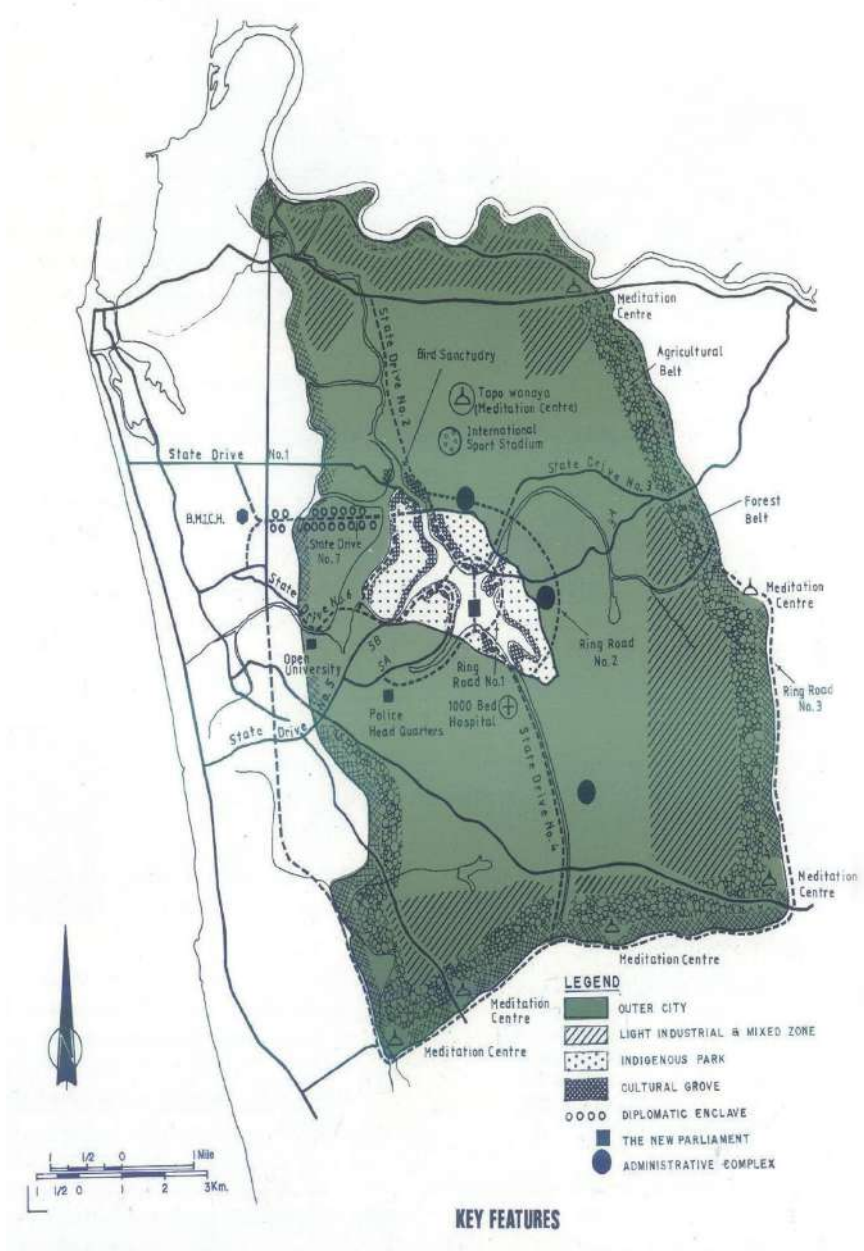 Meditation
Centre
Agricultural
Belt
State Drive No.2
Bird Sanctuary
Tapo wanaya
(Meditation Centre)
International
Sport Stadium
State Drive No.1
State Drive No.3
B.M.I.C.H.
State Drive
No.7
Forest
Belt
State Drive No.6
Meditation
Centre
Open
University
5B
5A
Ring
Road No.1
Ring Road
No.2
Ring Road
No.3
Police
Head Quarters
1000 Bed
Hospital
State Drive No.5
State Drive No.4
Meditation
Centre
Meditation Centre
Meditation
Centre
Meditation Centre
LEGEND
OUTER CITY
LIGHT INDUSTRIAL & MIXED ZONE
INDIGENOUS PARK
CULTURAL GROVE
DIPLOMATIC ENCLAVE
THE NEW PARLIAMENT
ADMINISTRATIVE COMPLEX
N
1 1/2 0 1 Mile
1 1/2 0 1 2 3 Km.
KEY FEATURES